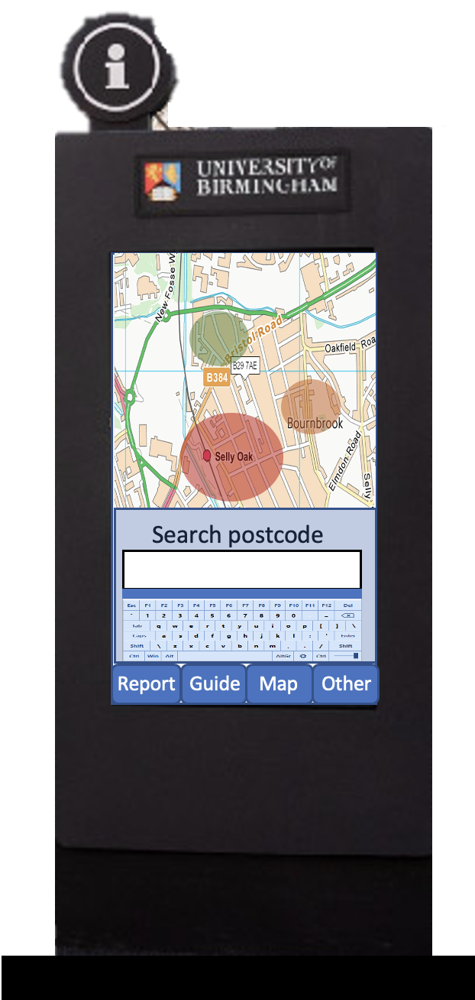 i
UNIVERSITY OF
BIRMINGHAM
New Fosse W
Bristol Road
Oakfield Roa
B29 7AE
B384
Bournbrook
Selly Oak
Elmdon Road
Selly
Search postcode
Esc F1 F2 F3 F4 F5 F6 F7 F8 F9 F10 F11 F12 Del
` 1 2 3 4 5 6 7 8 9 0 –
Tab q w e r t y u i o p [ ] \
Caps a s d f g h j k l : ' Enter
Shift \ z x c v b n m . . / Shift
Ctrl Win Alt AltGr Ctrl
Report Guide Map Other